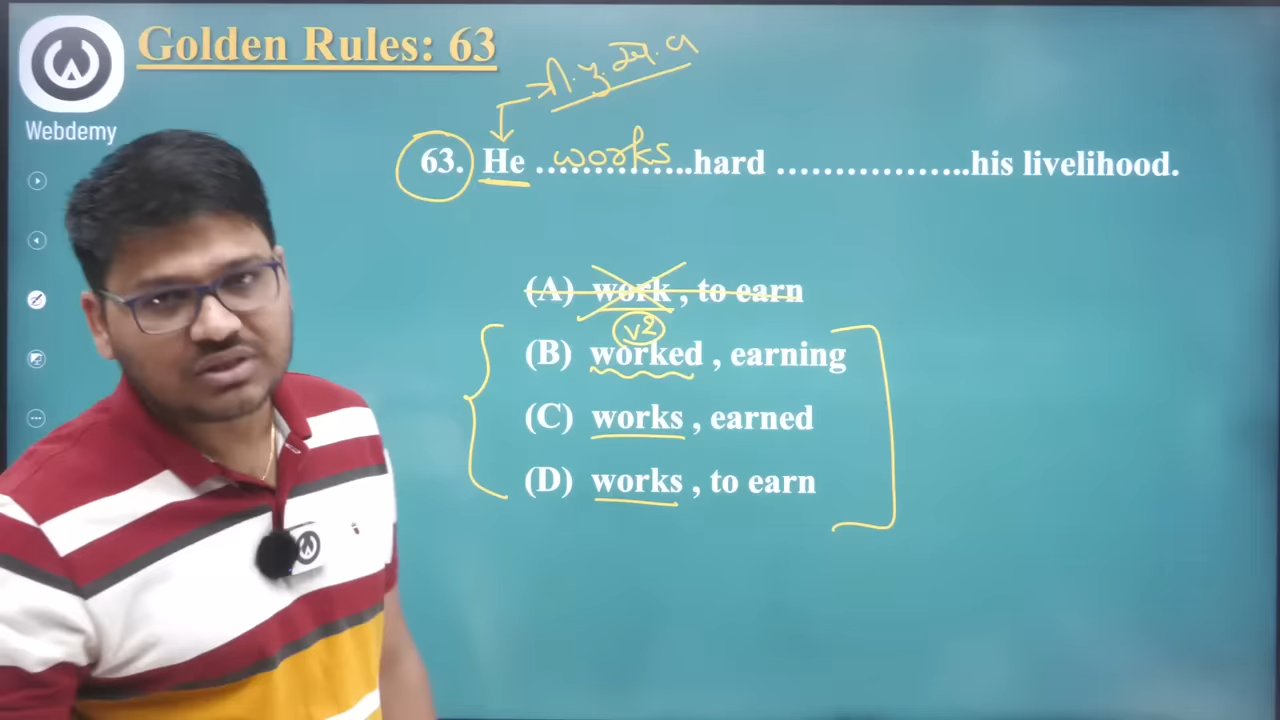 Golden Rules: 63
Webdemy
63. He …works…..hard ……………..his livelihood.
(A) work , to earn
V2
(B) worked , earning
(C) works , earned
(D) works , to earn